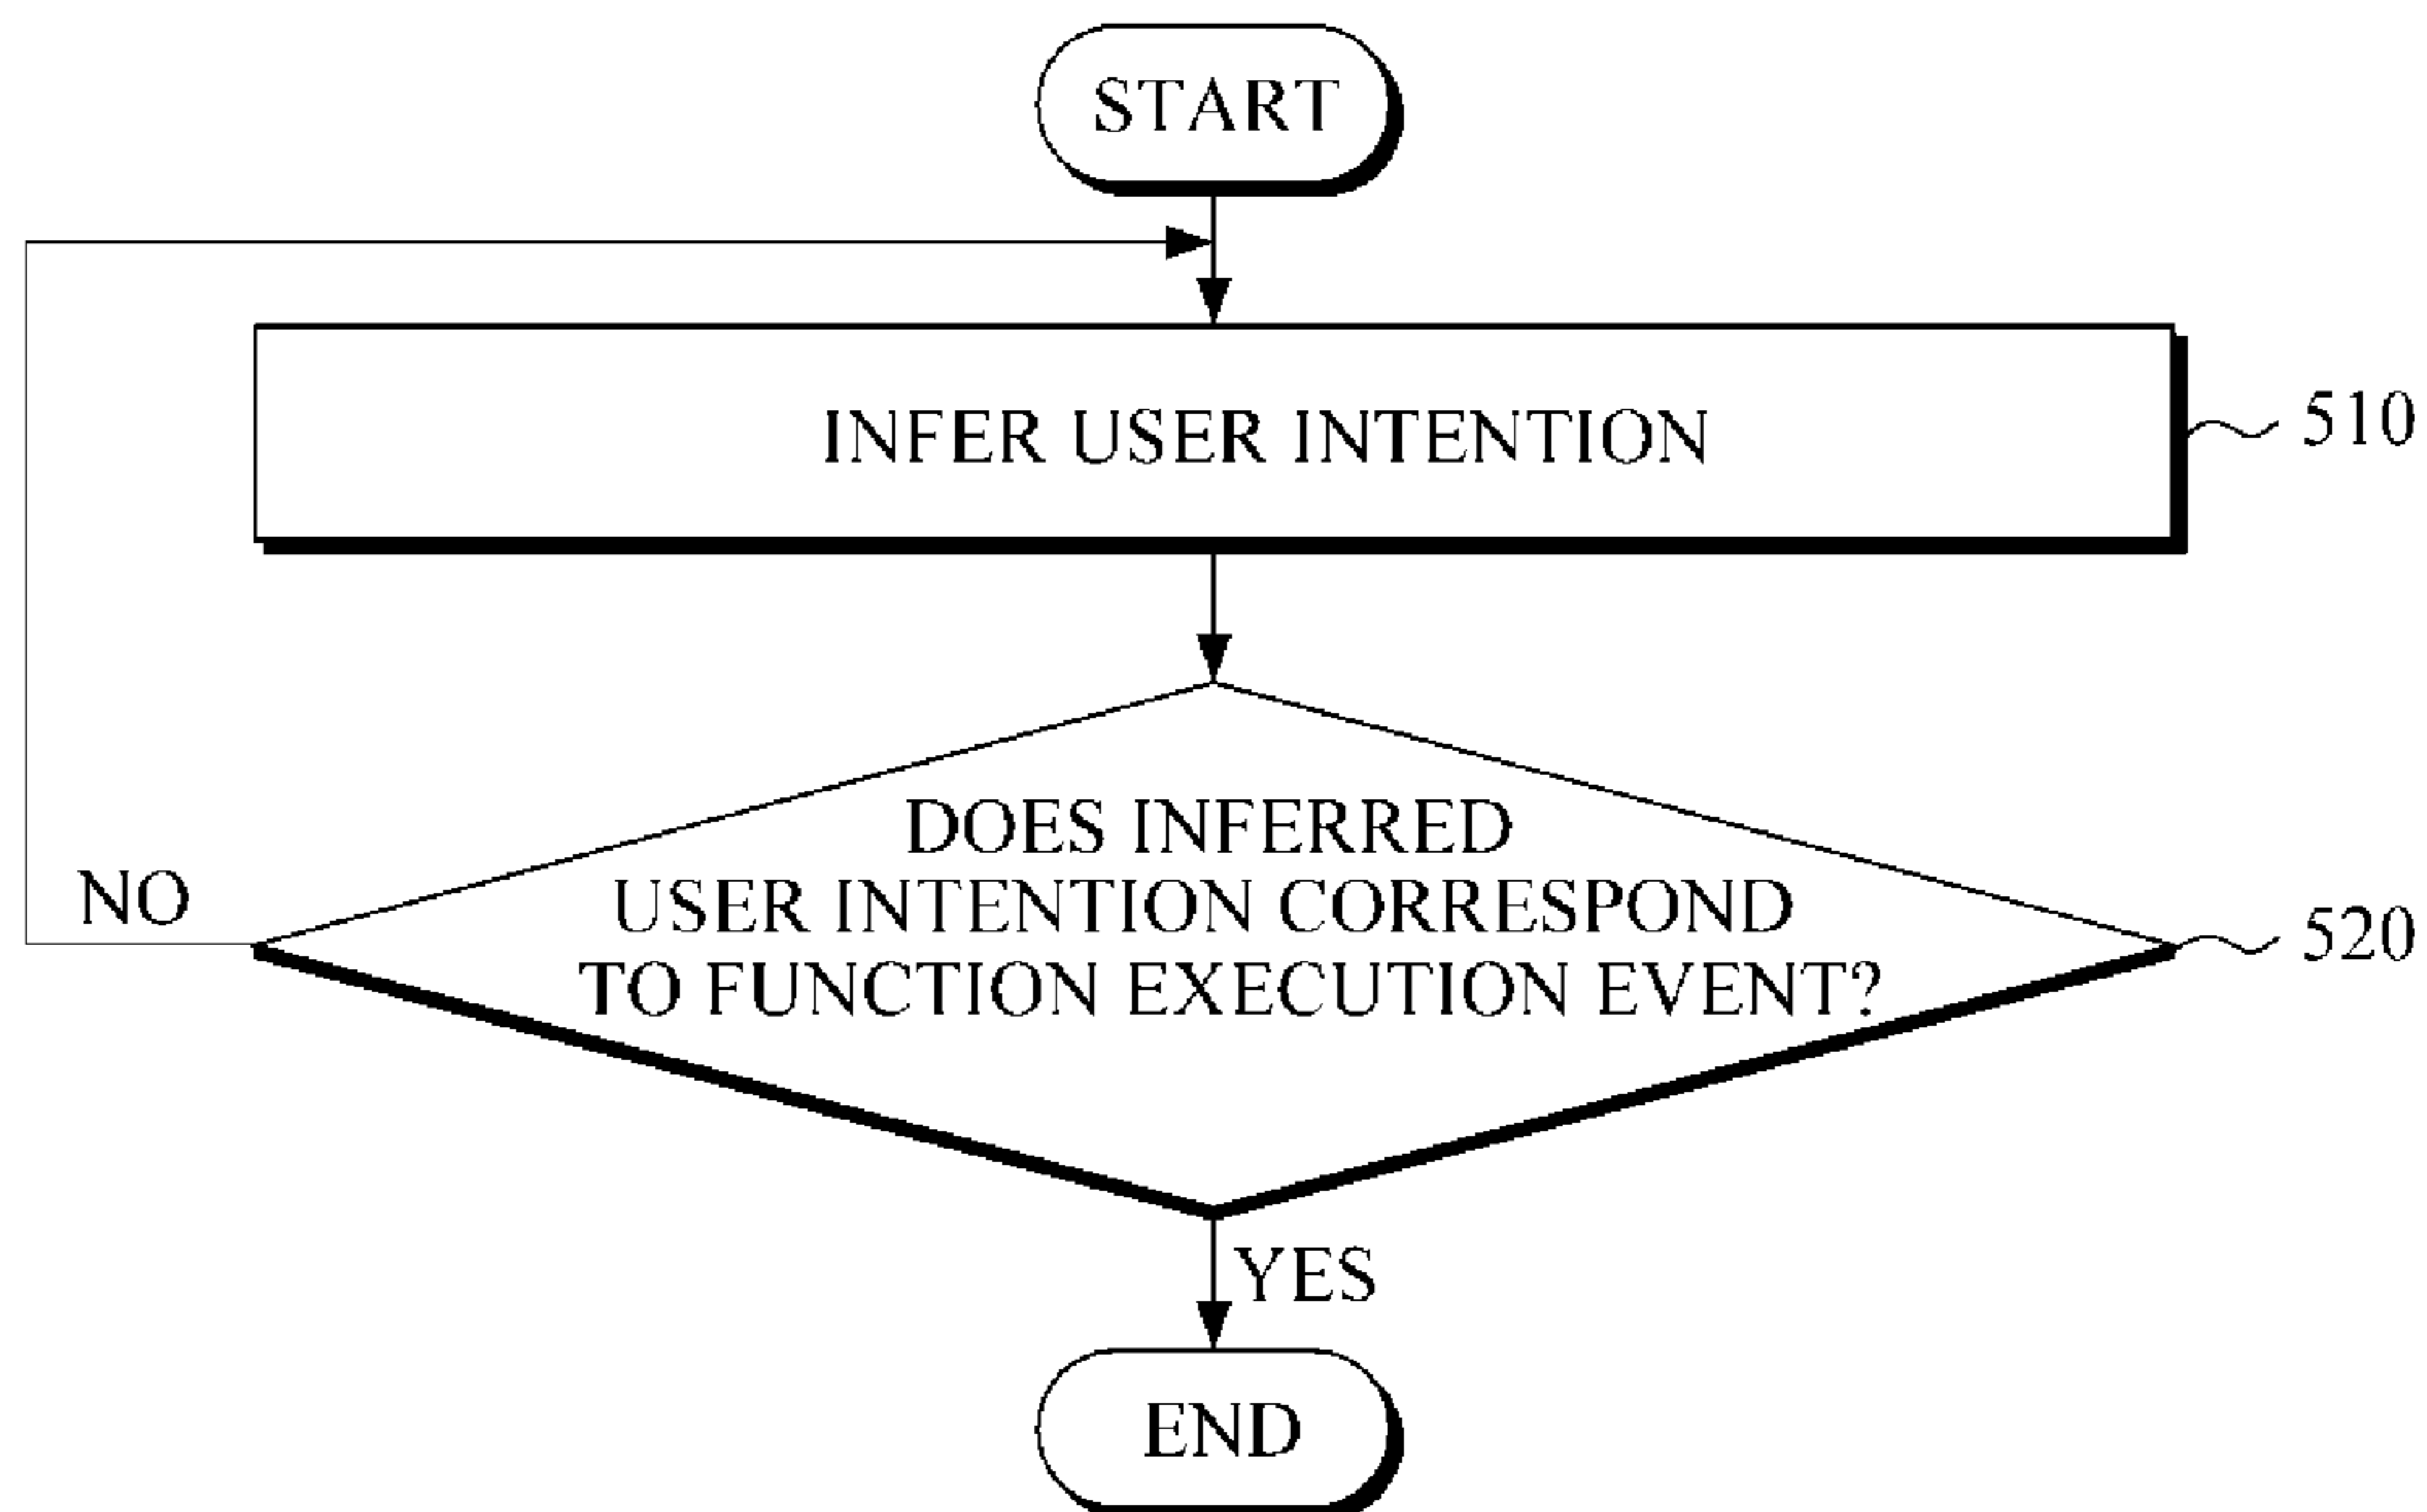 START
INFER USER INTENTION
510
DOES INFERRED
USER INTENTION CORRESPOND
TO FUNCTION EXECUTION EVENT?
NO
520
YES
END